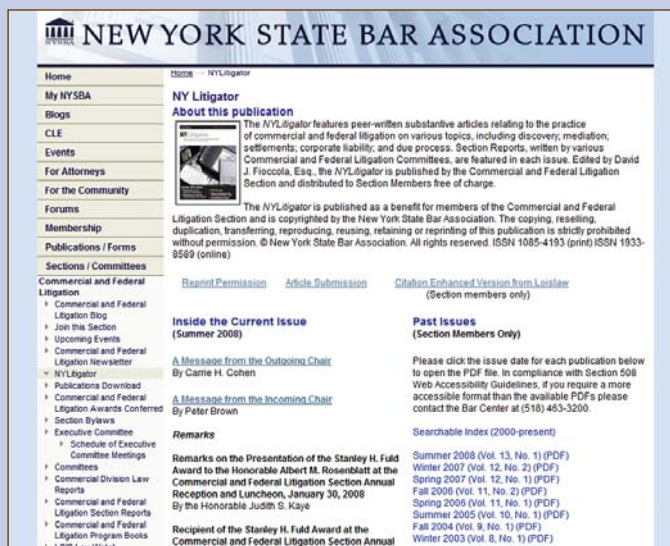 NYSBA NEW YORK STATE BAR ASSOCIATION
Home
My NYSBA
Blogs
CLE
Events
For Attorneys
For the Community
Forums
Membership
Publications / Forms
Sections / Committees
Commercial and Federal
Litigation
Commercial and Federal
Litigation Blog
Join this Section
Upcoming Events
Commercial and Federal
Litigation Newsletter
NYLitigator
Publications Download
Commercial and Federal
Litigation Awards Conferred
Section Bylaws
Executive Committee
Schedule of Executive
Committee Meetings
Committees
Commercial Division Law
Reports
Commercial and Federal
Litigation Section Reports
Commercial and Federal
Litigation Program Books
Home → NYLitigator
NY Litigator
About this publication
The NYLitigator features peer-written substantive articles relating to the practice
of commercial and federal litigation on various topics, including discovery; mediation;
settlements; corporate liability; and due process. Section Reports, written by various
Commercial and Federal Litigation Committees, are featured in each issue. Edited by David
J. Fioccola, Esq., the NYLitigator is published by the Commercial and Federal Litigation
Section and distributed to Section Members free of charge.
The NYLitigator is published as a benefit for members of the Commercial and Federal
Litigation Section and is copyrighted by the New York State Bar Association. The copying, reselling,
duplication, transferring, reproducing, reusing, retaining or reprinting of this publication is strictly prohibited
without permission. © New York State Bar Association. All rights reserved. ISSN 1085-4193 (print) ISSN 1933-
8589 (online)
Reprint Permission Article Submission Citation Enhanced Version from Loislaw
(Section members only)
Inside the Current Issue
(Summer 2008)
A Message from the Outgoing Chair
By Carrie H. Cohen
A Message from the Incoming Chair
By Peter Brown
Remarks
Remarks on the Presentation of the Stanley H. Fuld
Award to the Honorable Albert M. Rosenblatt at the
Commercial and Federal Litigation Section Annual
Reception and Luncheon, January 30, 2008
By the Honorable Judith S. Kaye
Recipient of the Stanley H. Fuld Award at the
Commercial and Federal Litigation Section Annual
Past Issues
(Section Members Only)
Please click the issue date for each publication below
to open the PDF file. In compliance with Section 508
Web Accessibility Guidelines, if you require a more
accessible format than the available PDFs please
contact the Bar Center at (518) 463-3200.
Searchable Index (2000-present)
Summer 2008 (Vol. 13, No. 1) (PDF)
Winter 2007 (Vol. 12, No. 2) (PDF)
Spring 2007 (Vol. 12, No. 1) (PDF)
Fall 2006 (Vol. 11, No. 2) (PDF)
Spring 2006 (Vol. 11, No. 1) (PDF)
Summer 2005 (Vol. 10, No. 1) (PDF)
Fall 2004 (Vol. 9, No. 1) (PDF)
Winter 2003 (Vol. 8, No. 1) (PDF)